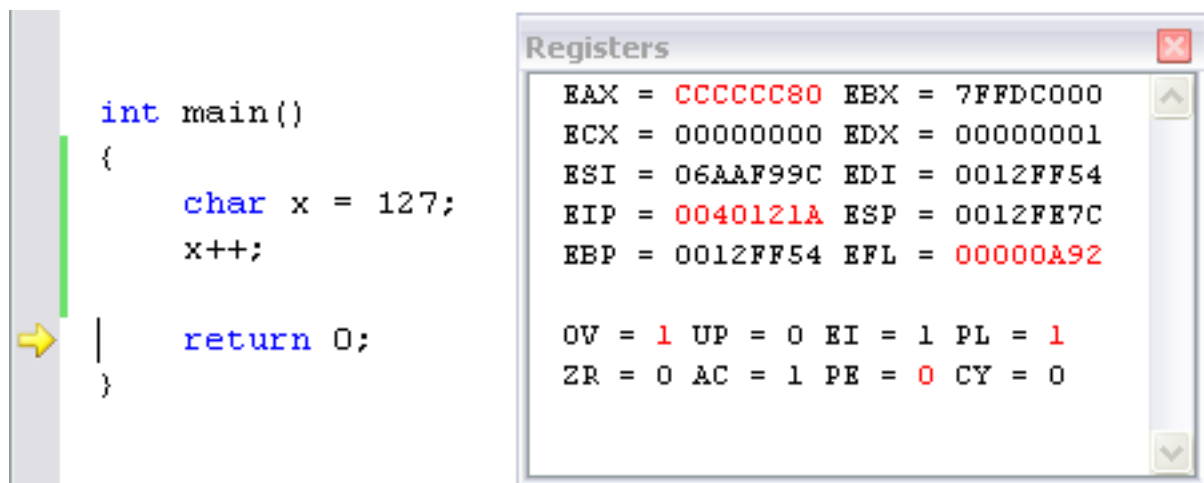 int main()
{
char x = 127;
x++;
return 0;
}
Registers
EAX = CCCCCC80 EBX = 7FFDC000
ECX = 00000000 EDX = 00000001
ESI = 06AAF99C EDI = 0012FF54
EIP = 0040121A ESP = 0012FE7C
EBP = 0012FF54 EFL = 00000A92
OV = 1 UP = 0 EI = 1 PL = 1
ZR = 0 AC = 1 PE = 0 CY = 0